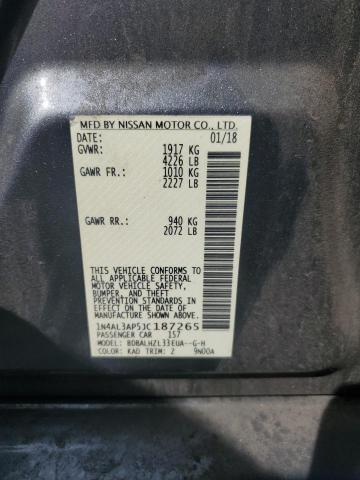 MFD BY NISSAN MOTOR CO., LTD.
DATE: 01/18
GVWR: 1917 KG
4226 LB
GAWR FR.: 1010 KG
2227 LB
GAWR RR.: 940 KG
2072 LB
THIS VEHICLE CONFORMS TO
ALL APPLICABLE FEDERAL
MOTOR VEHICLE SAFETY,
BUMPER, AND THEFT
PREVENTION STANDARDS IN
EFFECT ON THE DATE OF
MANUFACTURE SHOWN ABOVE.
1N4AL3AP5JC187265
PASSENGER CAR 157
MODEL: BDBALHZL33EUA--G-H
COLOR: KAD TRIM: Z 9N00A